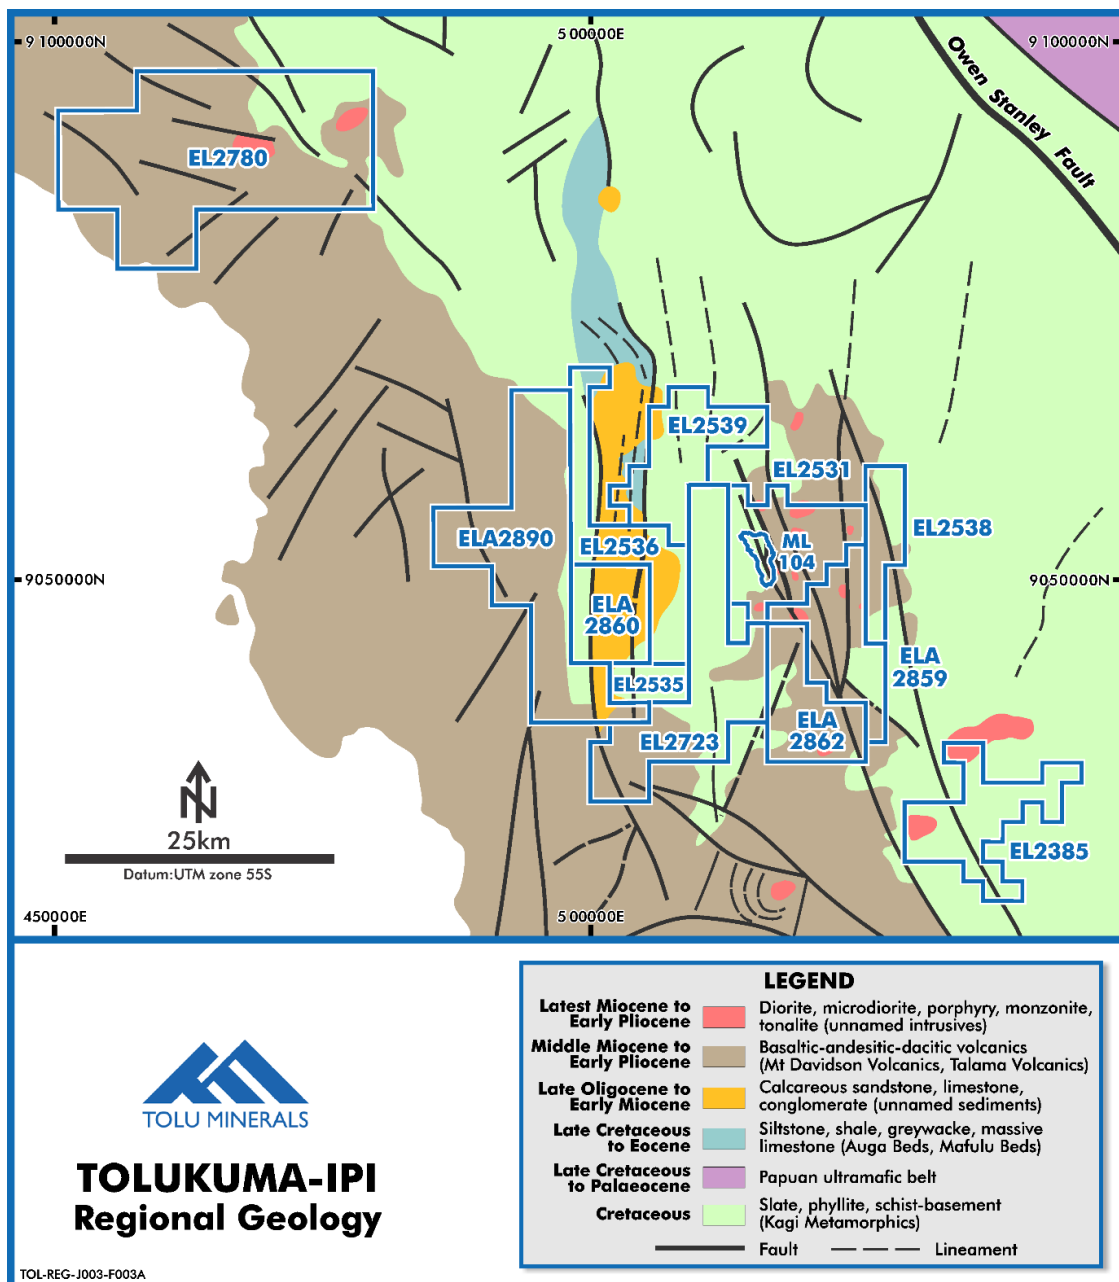 9 100000N
500000E
9 100000N
Owen Stanley Fault
EL2780
EL2539
EL2531
EL2538
ELA2890
EL2536
ML
104
9050000N
9050000N
ELA
2860
ELA
2859
EL2535
EL2723
ELA
2862
EL2385
N
25km
Datum:UTM zone 55S
450000E
500000E
TOLU MINERALS
TOLUKUMA-IPI
Regional Geology
TOL-REG-J003-F003A
LEGEND
Latest Miocene to
Early Pliocene
Diorite, microdiorite, porphyry, monzonite,
tonalite (unnamed intrusives)
Middle Miocene to
Early Pliocene
Basaltic-andesitic-dacitic volcanics
(Mt Davidson Volcanics, Talama Volcanics)
Late Oligocene to
Early Miocene
Calcareous sandstone, limestone,
conglomerate (unnamed sediments)
Late Cretaceous
to Eocene
Siltstone, shale, greywacke, massive
limestone (Auga Beds, Mafulu Beds)
Late Cretaceous
to Palaeocene
Papuan ultramafic belt
Cretaceous
Slate, phyllite, schist-basement
(Kagi Metamorphics)
Fault
Lineament